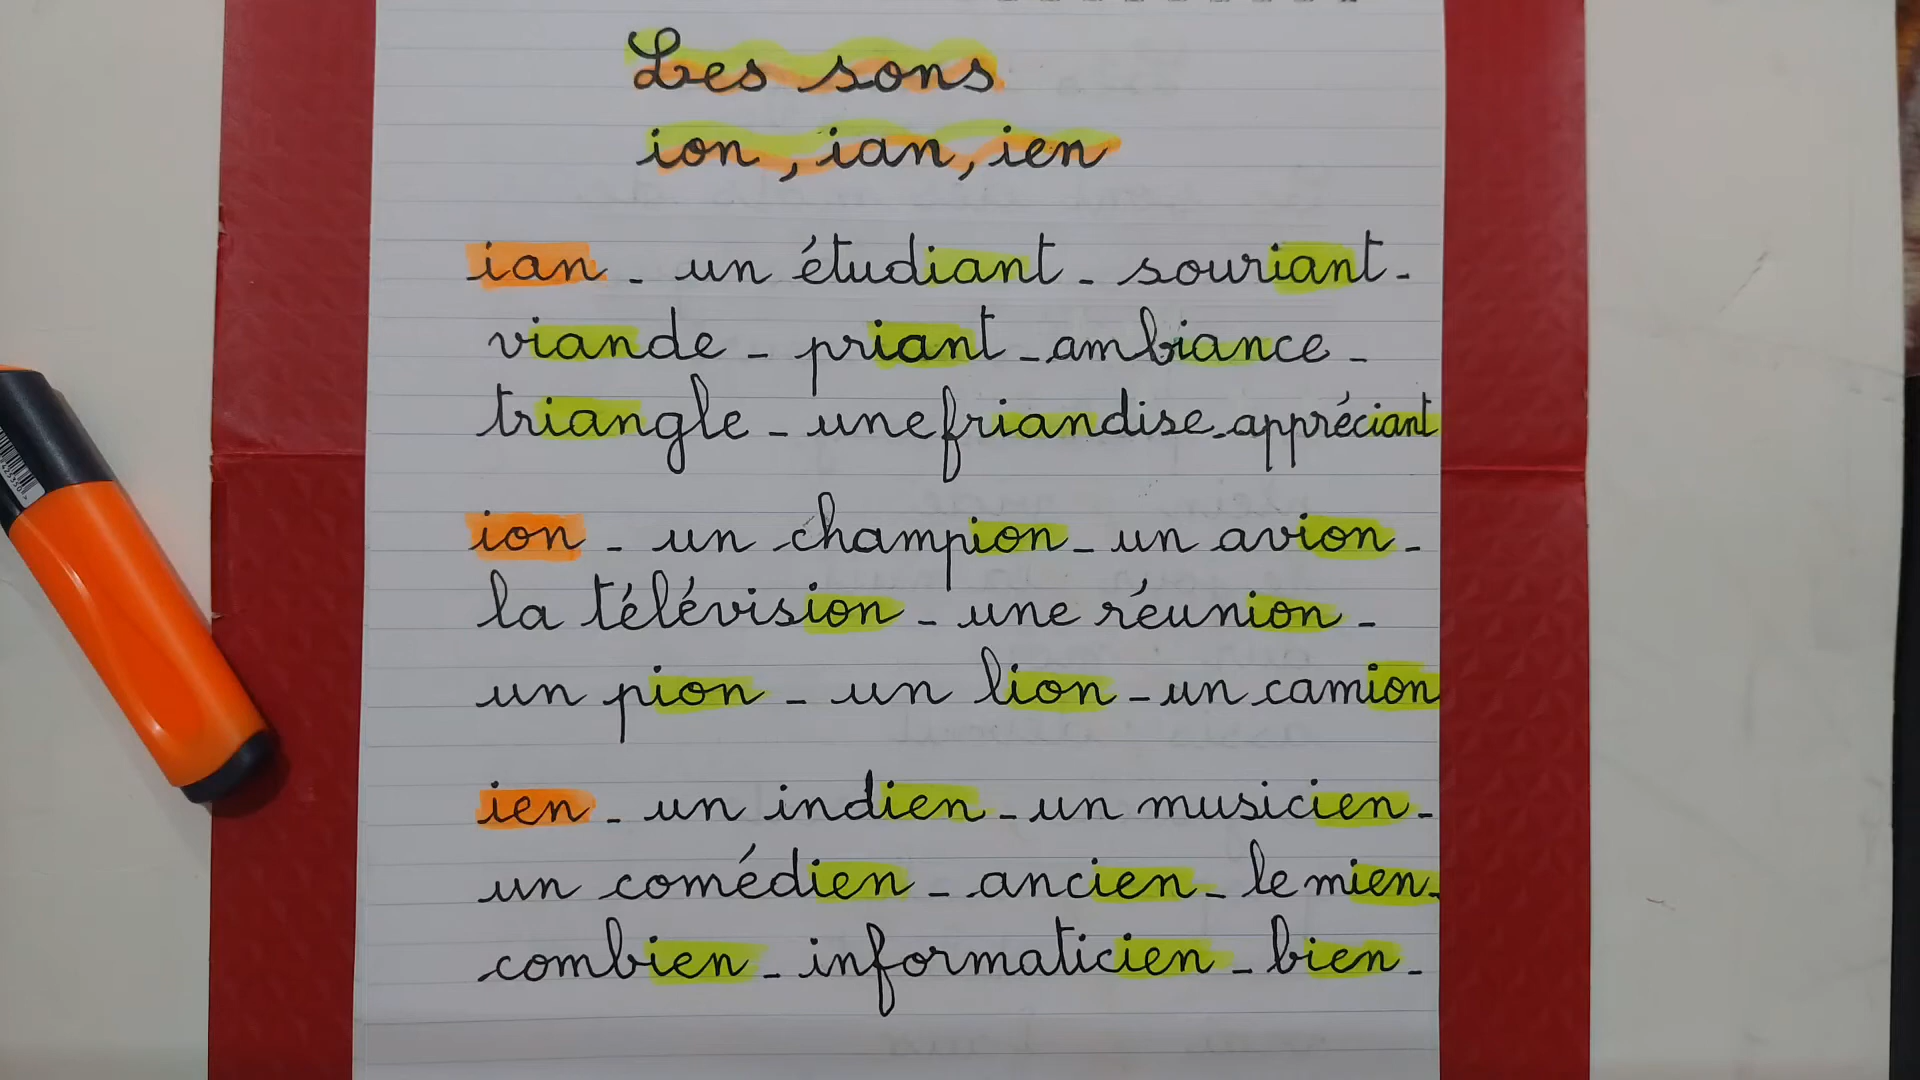 Les sons
ion, ian, ien
ian - un étudiant - souriant -
viande - priant - ambiance -
triangle - une friandise - appréciant
ion - un champion - un avion -
la télévision - une réunion -
un pion - un lion - un camion
ien - un indien - un musicien -
un comédien - ancien - le mien -
combien - informaticien - bien -